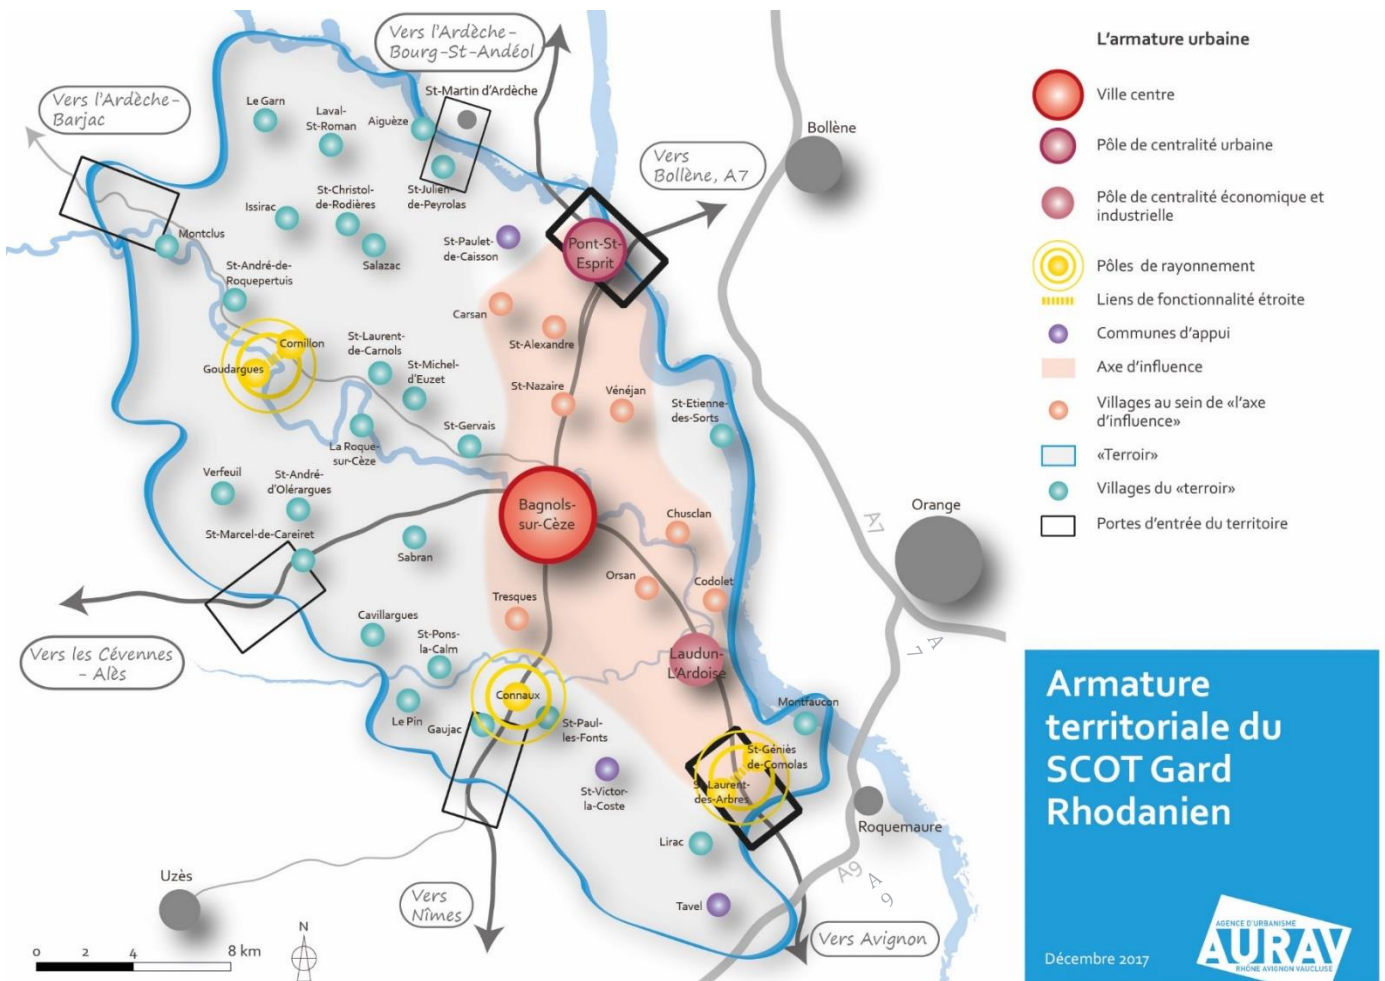 Vers l'Ardèche-
Bourg-St-Andéol
Vers l'Ardèche-
Barjac
St-Martin d'Ardèche
Le Garn
Laval-
St-Roman
Aiguèze
Bollène
Vers
Bollène, A7
St-Julien
de-Peyrolas
St-Christol-
de-Rodières
Issirac
Montclus
Salazac
St-Paulet-
de-Caisson
Pont-St-
Esprit
St-André-de-
Roquepertuis
Carsan
St-Alexandre
Cornillon
Goudargues
St-Laurent-
de-Carnols
St-Michel-
d'Euzet
St-Nazaire
Vénéjan
St-Etienne-
des-Sorts
St-Gervais
La Roque-
sur-Cèze
Verfeuil
St-André-
d'Olérargues
St-Marcel-de-Careiret
Bagnols-
sur-Cèze
Chusclan
Orange
A7
Sabran
Orsan
Codolet
Tresques
Cavillargues
St-Pons-
la-Calm
A
7
Vers les Cévennes
- Alès
Laudun-
L'Ardoise
Connaux
Le Pin
Gaujac
St-Paul-
les-Fonts
Montfaucon
St-Géniès
de-Comolas
St-Laurent-
des-Arbres
St-Victor-
la-Coste
Roquemaure
Lirac
A9
A
9
Uzès
Vers
Nîmes
Tavel
Vers Avignon
N
0 2 4 8 km
L'armature urbaine
Ville centre
Pôle de centralité urbaine
Pôle de centralité économique et
industrielle
Pôles de rayonnement
Liens de fonctionnalité étroite
Communes d'appui
Axe d'influence
Villages au sein de «l'axe
d'influence»
«Terroir»
Villages du «terroir»
Portes d'entrée du territoire
Armature
territoriale du
SCOT Gard
Rhodanien
Décembre 2017
AGENCE D'URBANISME
AURAV
RHÔNE AVIGNON VAUCLUSE